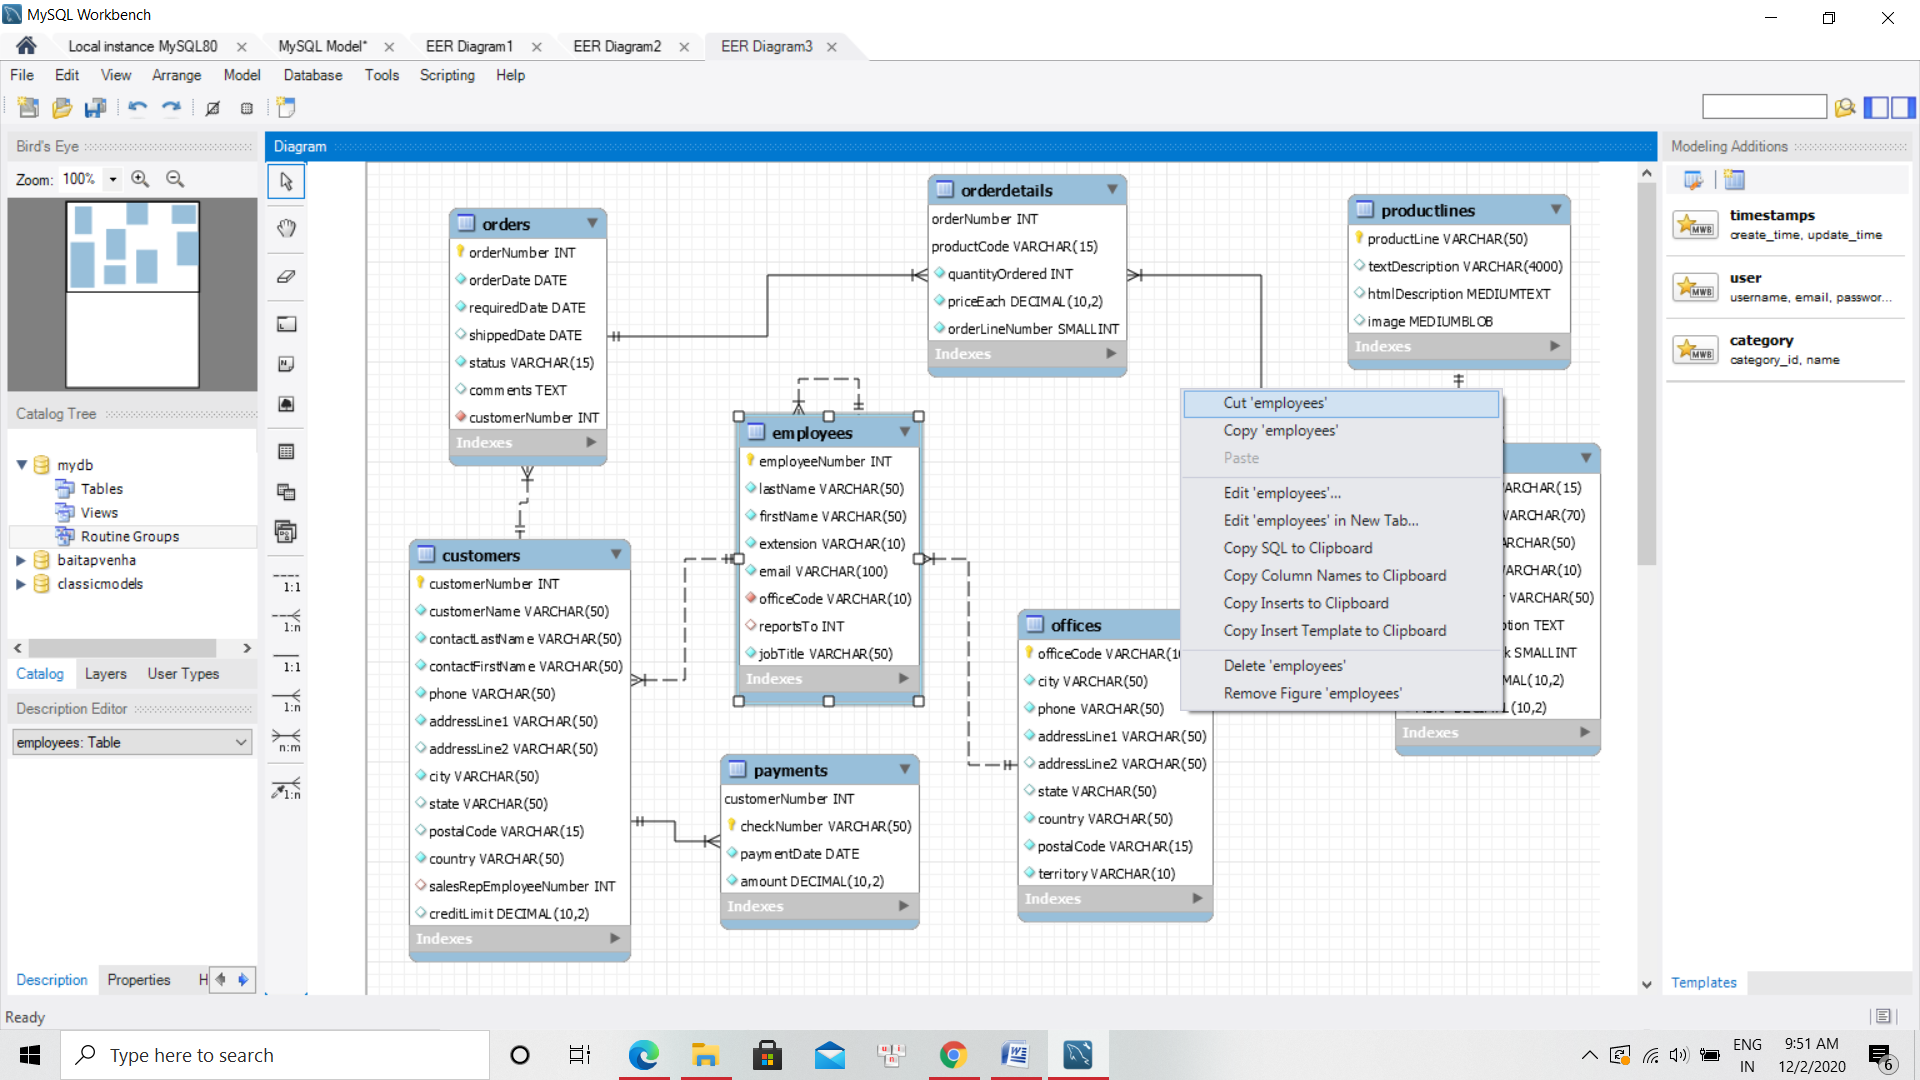 MySQL Workbench
Local instance MySQL80
MySQL Model*
EER Diagram1
EER Diagram2
EER Diagram3
File Edit View Arrange Model Database Tools Scripting Help
Bird's Eye
Zoom: 100%
Catalog Tree
mydb
Tables
Views
Routine Groups
baitapvenha
classicmodels
Catalog Layers User Types
Description Editor
employees: Table
Description Properties H
Ready
Diagram
1:1
1:n
1:1
1:n
n:m
1:n
orders
orderNumber INT
orderDate DATE
requiredDate DATE
shippedDate DATE
status VARCHAR(15)
comments TEXT
customerNumber INT
Indexes
customers
customerNumber INT
customerName VARCHAR(50)
contactLastName VARCHAR(50)
contactFirstName VARCHAR(50)
phone VARCHAR(50)
addressLine1 VARCHAR(50)
addressLine2 VARCHAR(50)
city VARCHAR(50)
state VARCHAR(50)
postalCode VARCHAR(15)
country VARCHAR(50)
salesRepEmployeeNumber INT
creditLimit DECIMAL(10,2)
Indexes
employees
employeeNumber INT
lastName VARCHAR(50)
firstName VARCHAR(50)
extension VARCHAR(10)
email VARCHAR(100)
officeCode VARCHAR(10)
reportsTo INT
jobTitle VARCHAR(50)
Indexes
payments
customerNumber INT
checkNumber VARCHAR(50)
paymentDate DATE
amount DECIMAL(10,2)
Indexes
orderdetails
orderNumber INT
productCode VARCHAR(15)
quantityOrdered INT
priceEach DECIMAL(10,2)
orderLineNumber SMALLINT
Indexes
offices
officeCode VARCHAR(1
city VARCHAR(50)
phone VARCHAR(50)
addressLine1 VARCHAR(50)
addressLine2 VARCHAR(50)
state VARCHAR(50)
country VARCHAR(50)
postalCode VARCHAR(15)
territory VARCHAR(10)
Indexes
productlines
productLine VARCHAR(50)
textDescription VARCHAR(4000)
htmlDescription MEDIUMTEXT
image MEDIUMBLOB
Indexes
Cut 'employees'
Copy 'employees'
Paste
Edit 'employees'...
Edit 'employees' in New Tab...
Copy SQL to Clipboard
Copy Column Names to Clipboard
Copy Inserts to Clipboard
Copy Insert Template to Clipboard
Delete 'employees'
Remove Figure 'employees'
ARCHAR(15)
VARCHAR(70)
RCHAR(50)
ARCHAR(10)
VARCHAR(50)
tion TEXT
k SMALLINT
MAL(10,2)
(10,2)
Indexes
Modeling Additions
MWB
timestamps
create_time, update_time
MWB
user
username, email, passwor...
MWB
category
category_id, name
Templates
Type here to search
ENG
IN
9:51 AM
12/2/2020
6